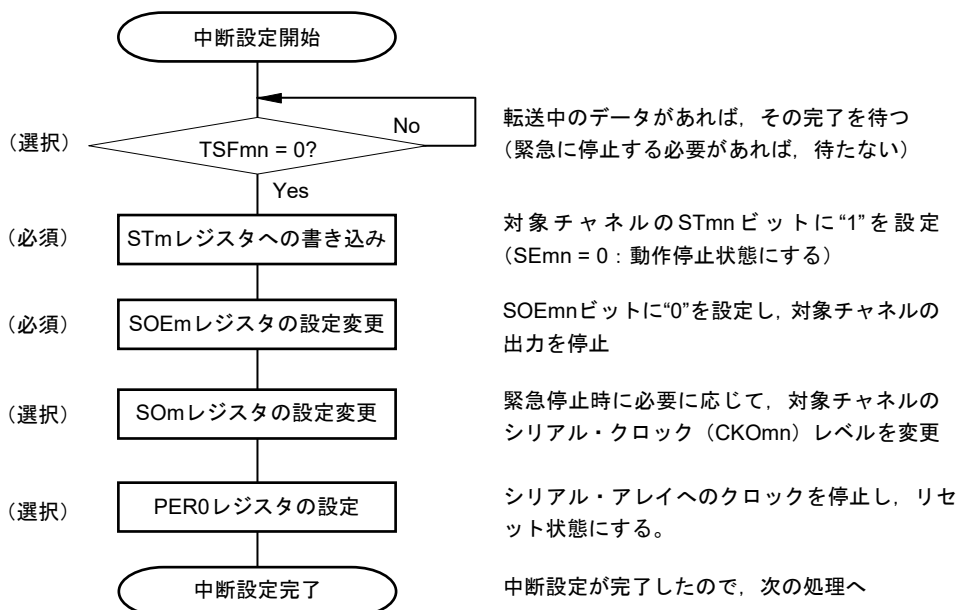 中断設定開始
(選択)
TSFmn = 0?
No
転送中のデータがあれば，その完了を待つ
（緊急に停止する必要があれば，待たない）
Yes
（必須）
STmレジスタへの書き込み
対象チャネルのSTmnビットに“1”を設定
（SEmn = 0：動作停止状態にする）
（必須）
SOEmレジスタの設定変更
SOEmnビットに“0”を設定し，対象チャネルの
出力を停止
（選択）
SOmレジスタの設定変更
緊急停止時に必要に応じて，対象チャネルの
シリアル・クロック（CKOmn）レベルを変更
（選択）
PER0レジスタの設定
シリアル・アレイへのクロックを停止し，リセ
ット状態にする。
中断設定完了
中断設定が完了したので，次の処理へ